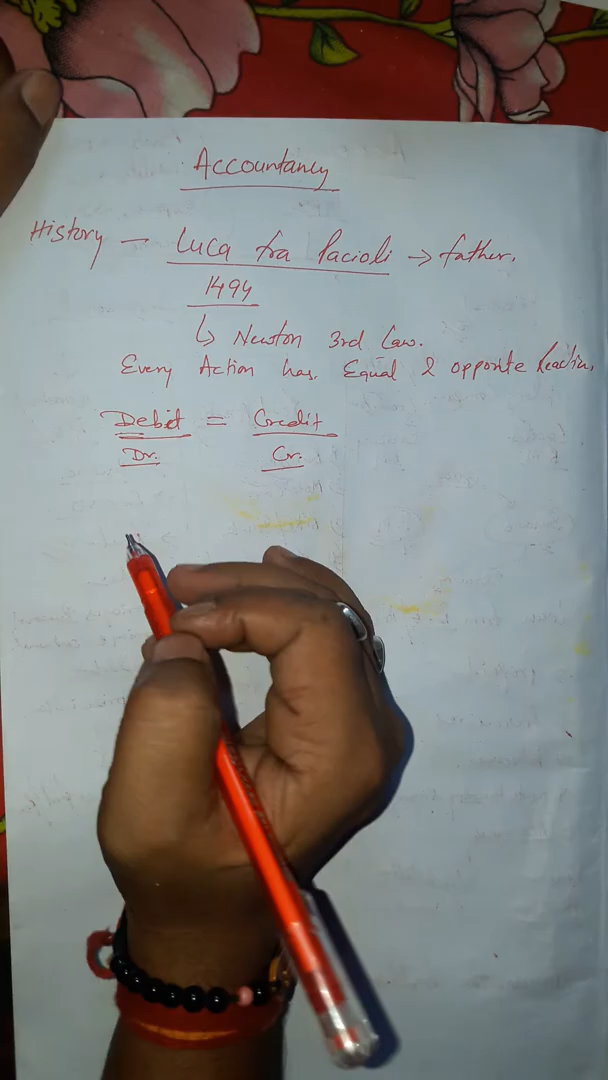 Accountancy
History - Luca fra Pacioli → father.
1494
↳ Newton 3rd Law.
Every Action has. Equal & opposite Reaction,
Debit = Credit
Dr. Cr.